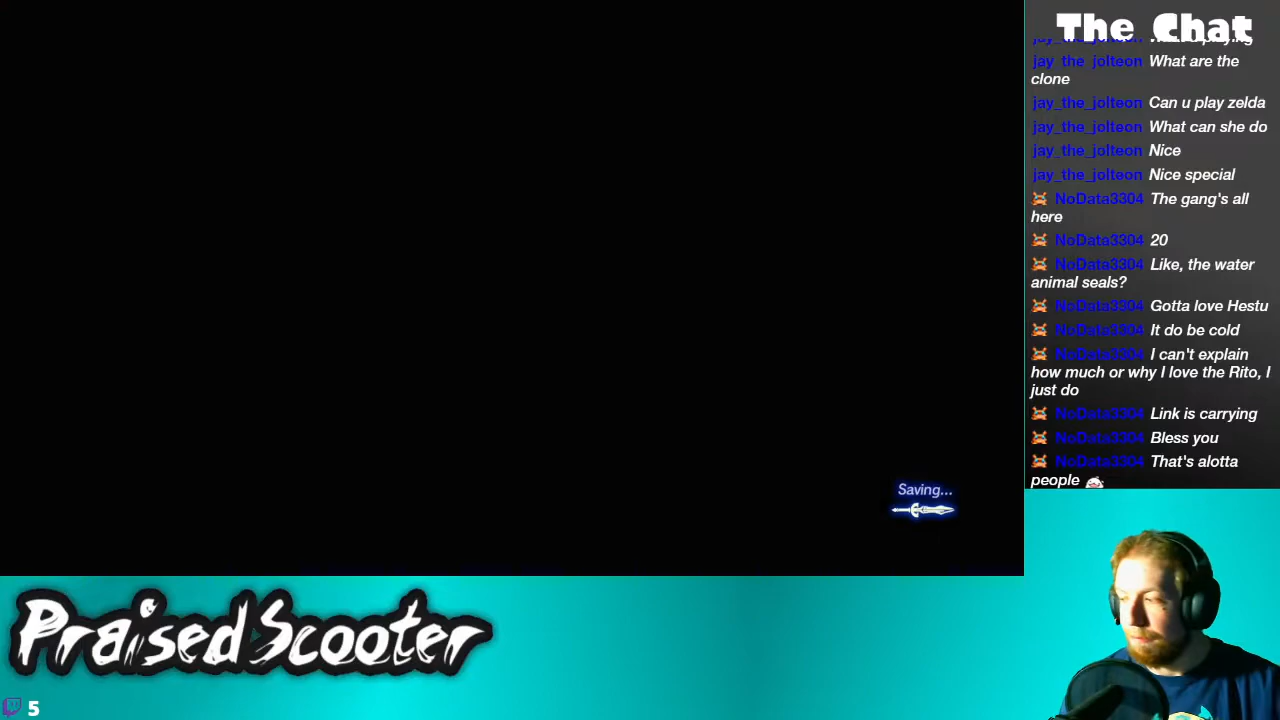 The Chat
jay_the_jolteon What are the
clone
jay_the_jolteon Can u play zelda
jay_the_jolteon What can she do
jay_the_jolteon Nice
jay_the_jolteon Nice special
NoData3304 The gang's all
here
NoData3304 20
NoData3304 Like, the water
animal seals?
NoData3304 Gotta love Hestu
NoData3304 It do be cold
NoData3304 I can't explain
how much or why I love the Rito, I
just do
NoData3304 Link is carrying
NoData3304 Bless you
NoData3304 That's alotta
people
Saving...
PraisedScooter
5